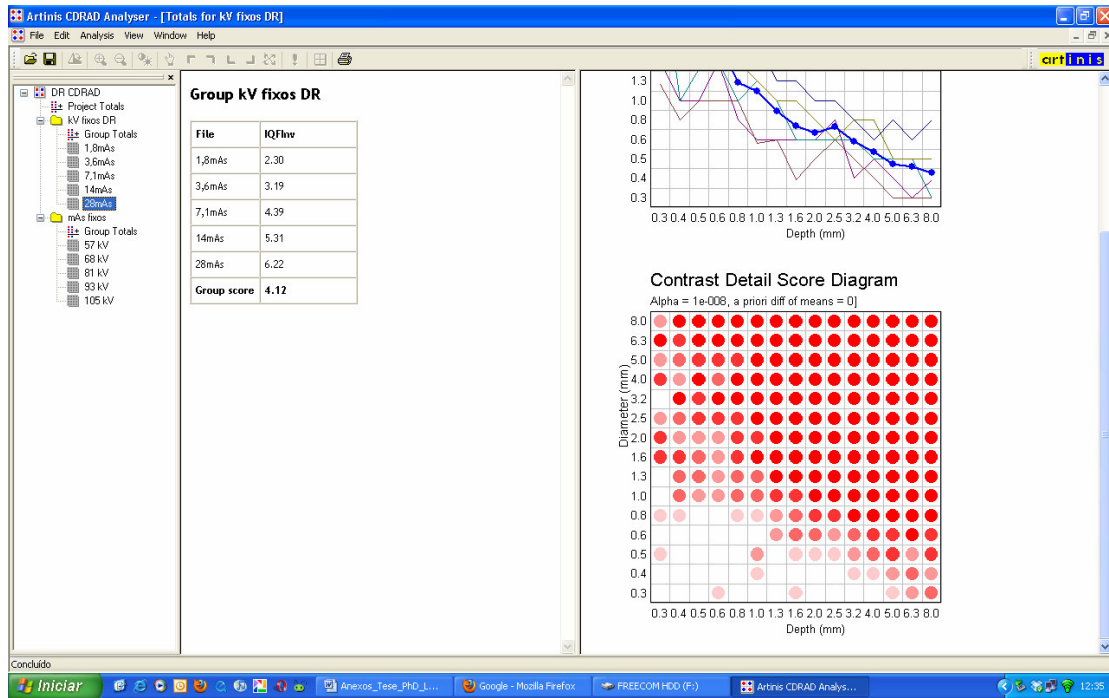 Artinis CDRAD Analyser - [Totals for kV fixos DR]
File Edit Analysis View Window Help
artinis
DR CDRAD
Project Totals
kV fixos DR
Group Totals
1,8mAs
3,6mAs
7,1mAs
14mAs
28mAs
mAs fixos
Group Totals
57 kV
68 kV
81 kV
93 kV
105 kV
Group kV fixos DR
File IQFInv
1,8mAs 2.30
3,6mAs 3.19
7,1mAs 4.39
14mAs 5.31
28mAs 6.22
Group score 4.12
1.3
1.0
0.8
0.6
0.5
0.4
0.3
0.3 0.4 0.5 0.6 0.8 1.0 1.3 1.6 2.0 2.5 3.2 4.0 5.0 6.3 8.0
Depth (mm)
Contrast Detail Score Diagram
Alpha = 1e-008, a priori diff of means = 0]
Diameter (mm)
8.0
6.3
5.0
4.0
3.2
2.5
2.0
1.6
1.3
1.0
0.8
0.6
0.5
0.4
0.3
0.3 0.4 0.5 0.6 0.8 1.0 1.3 1.6 2.0 2.5 3.2 4.0 5.0 6.3 8.0
Depth (mm)
Concluído
Iniciar Anexos_Tese_PhD_L... Google - Mozilla Firefox FREECOM HDD (F:) Artinis CDRAD Analys... 12:35